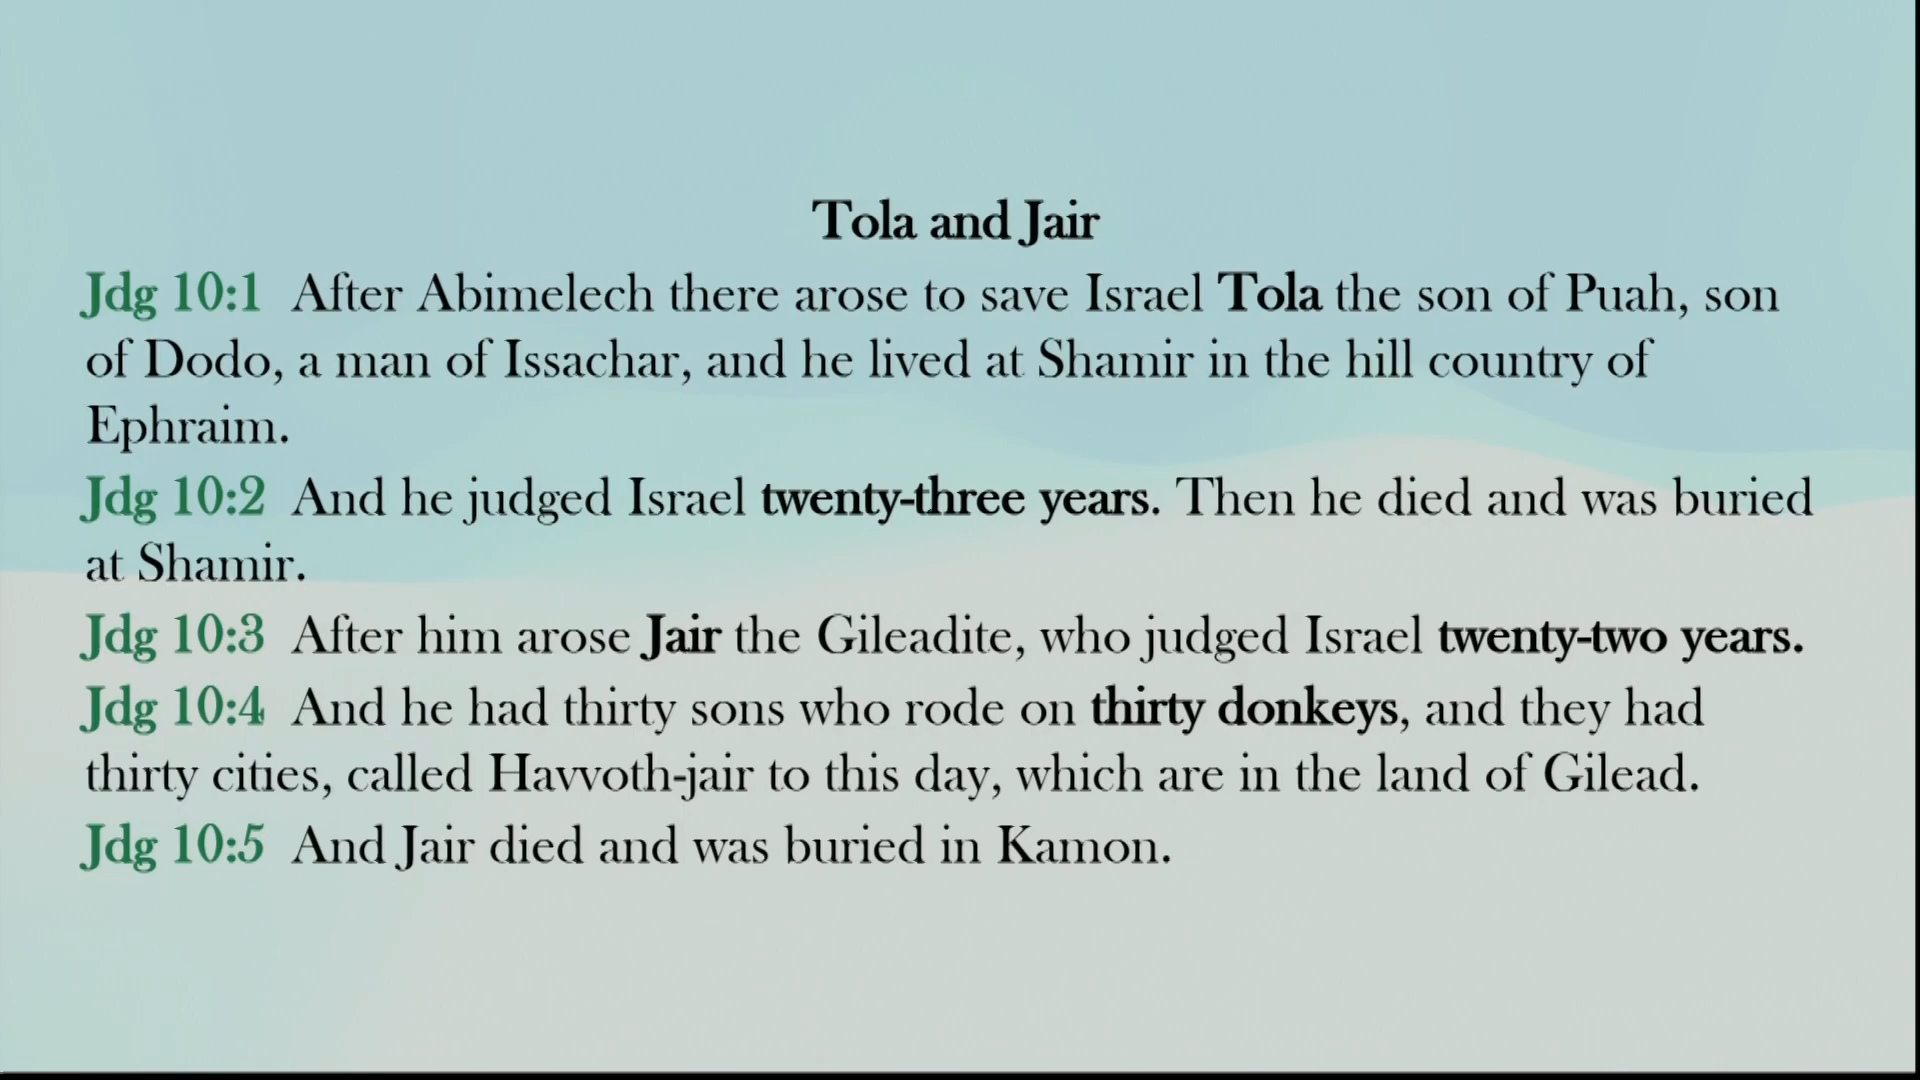 Tola and Jair
Jdg 10:1 After Abimelech there arose to save Israel Tola the son of Puah, son
of Dodo, a man of Issachar, and he lived at Shamir in the hill country of
Ephraim.
Jdg 10:2 And he judged Israel twenty-three years. Then he died and was buried
at Shamir.
Jdg 10:3 After him arose Jair the Gileadite, who judged Israel twenty-two years.
Jdg 10:4 And he had thirty sons who rode on thirty donkeys, and they had
thirty cities, called Havvoth-jair to this day, which are in the land of Gilead.
Jdg 10:5 And Jair died and was buried in Kamon.